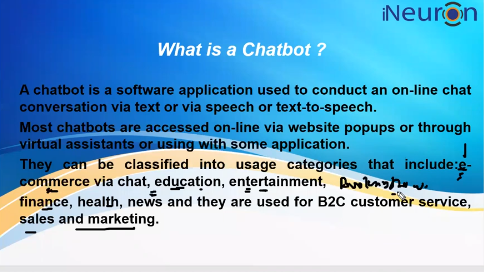 iNeuron
What is a Chatbot ?
A chatbot is a software application used to conduct an on-line chat
conversation via text or via speech or text-to-speech.
Most chatbots are accessed on-line via website popups or through
virtual assistants or using with some application.
They can be classified into usage categories that include: e-
commerce via chat, education, entertainment,
finance, health, news and they are used for B2C customer service,
sales and marketing.